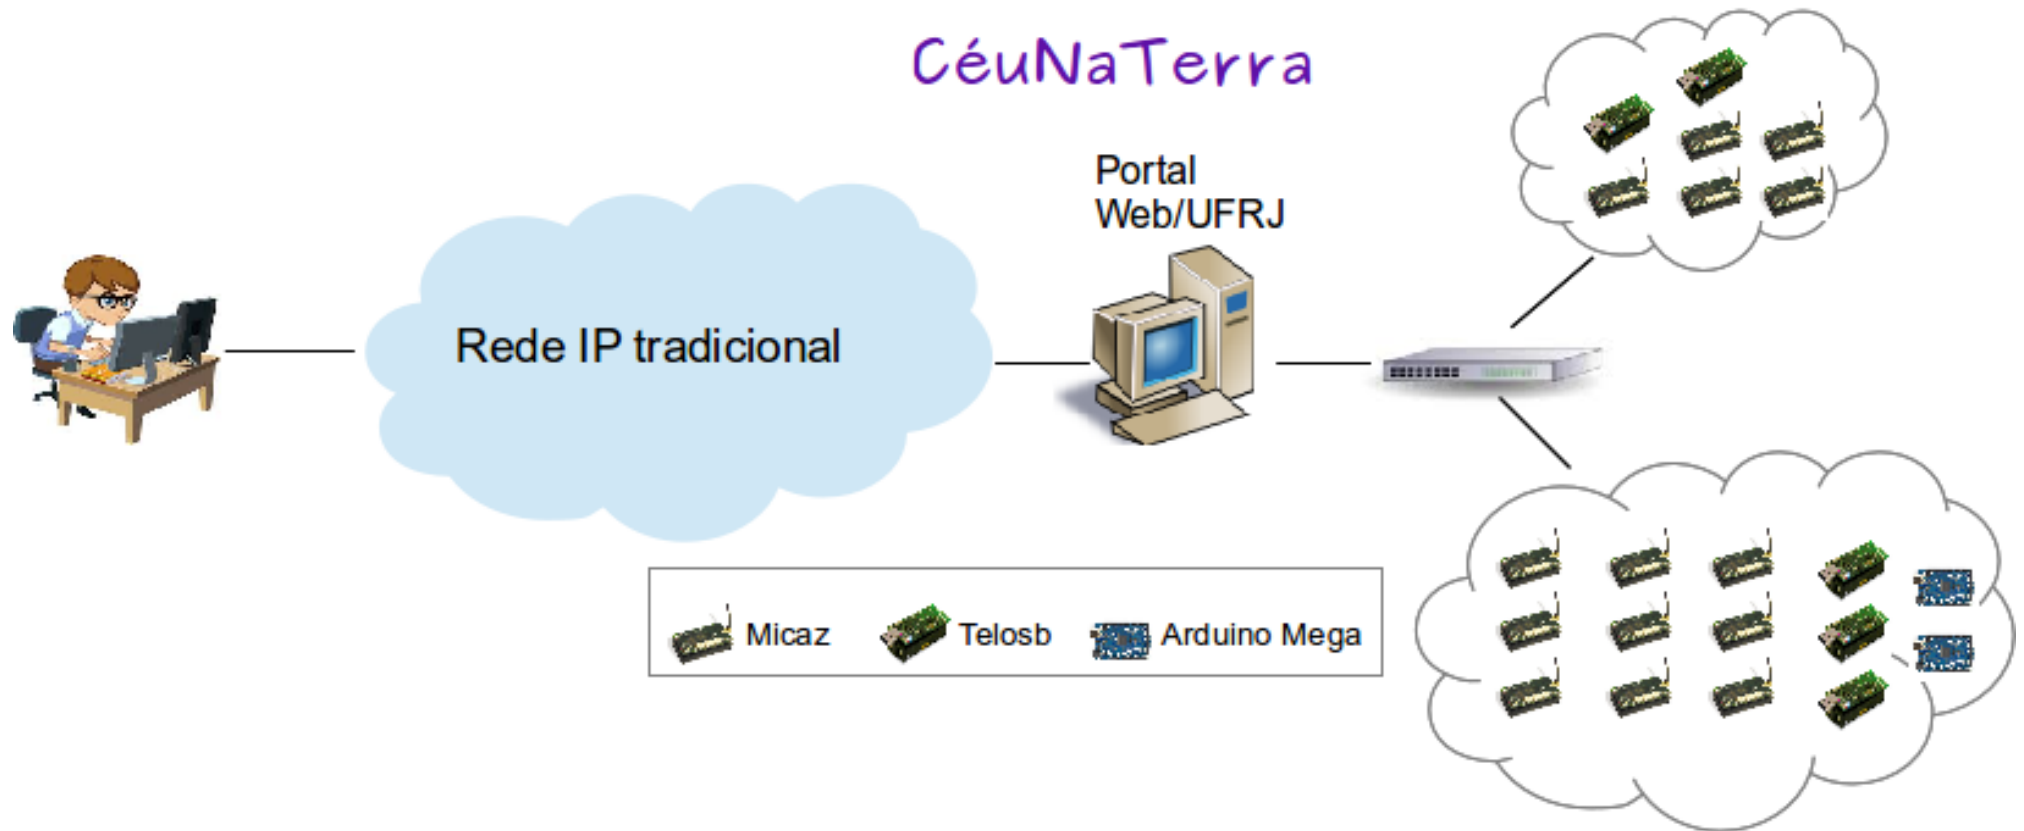 CéuNaTerra
Portal
Web/UFRJ
Rede IP tradicional
Micaz
Telosb
Arduino Mega